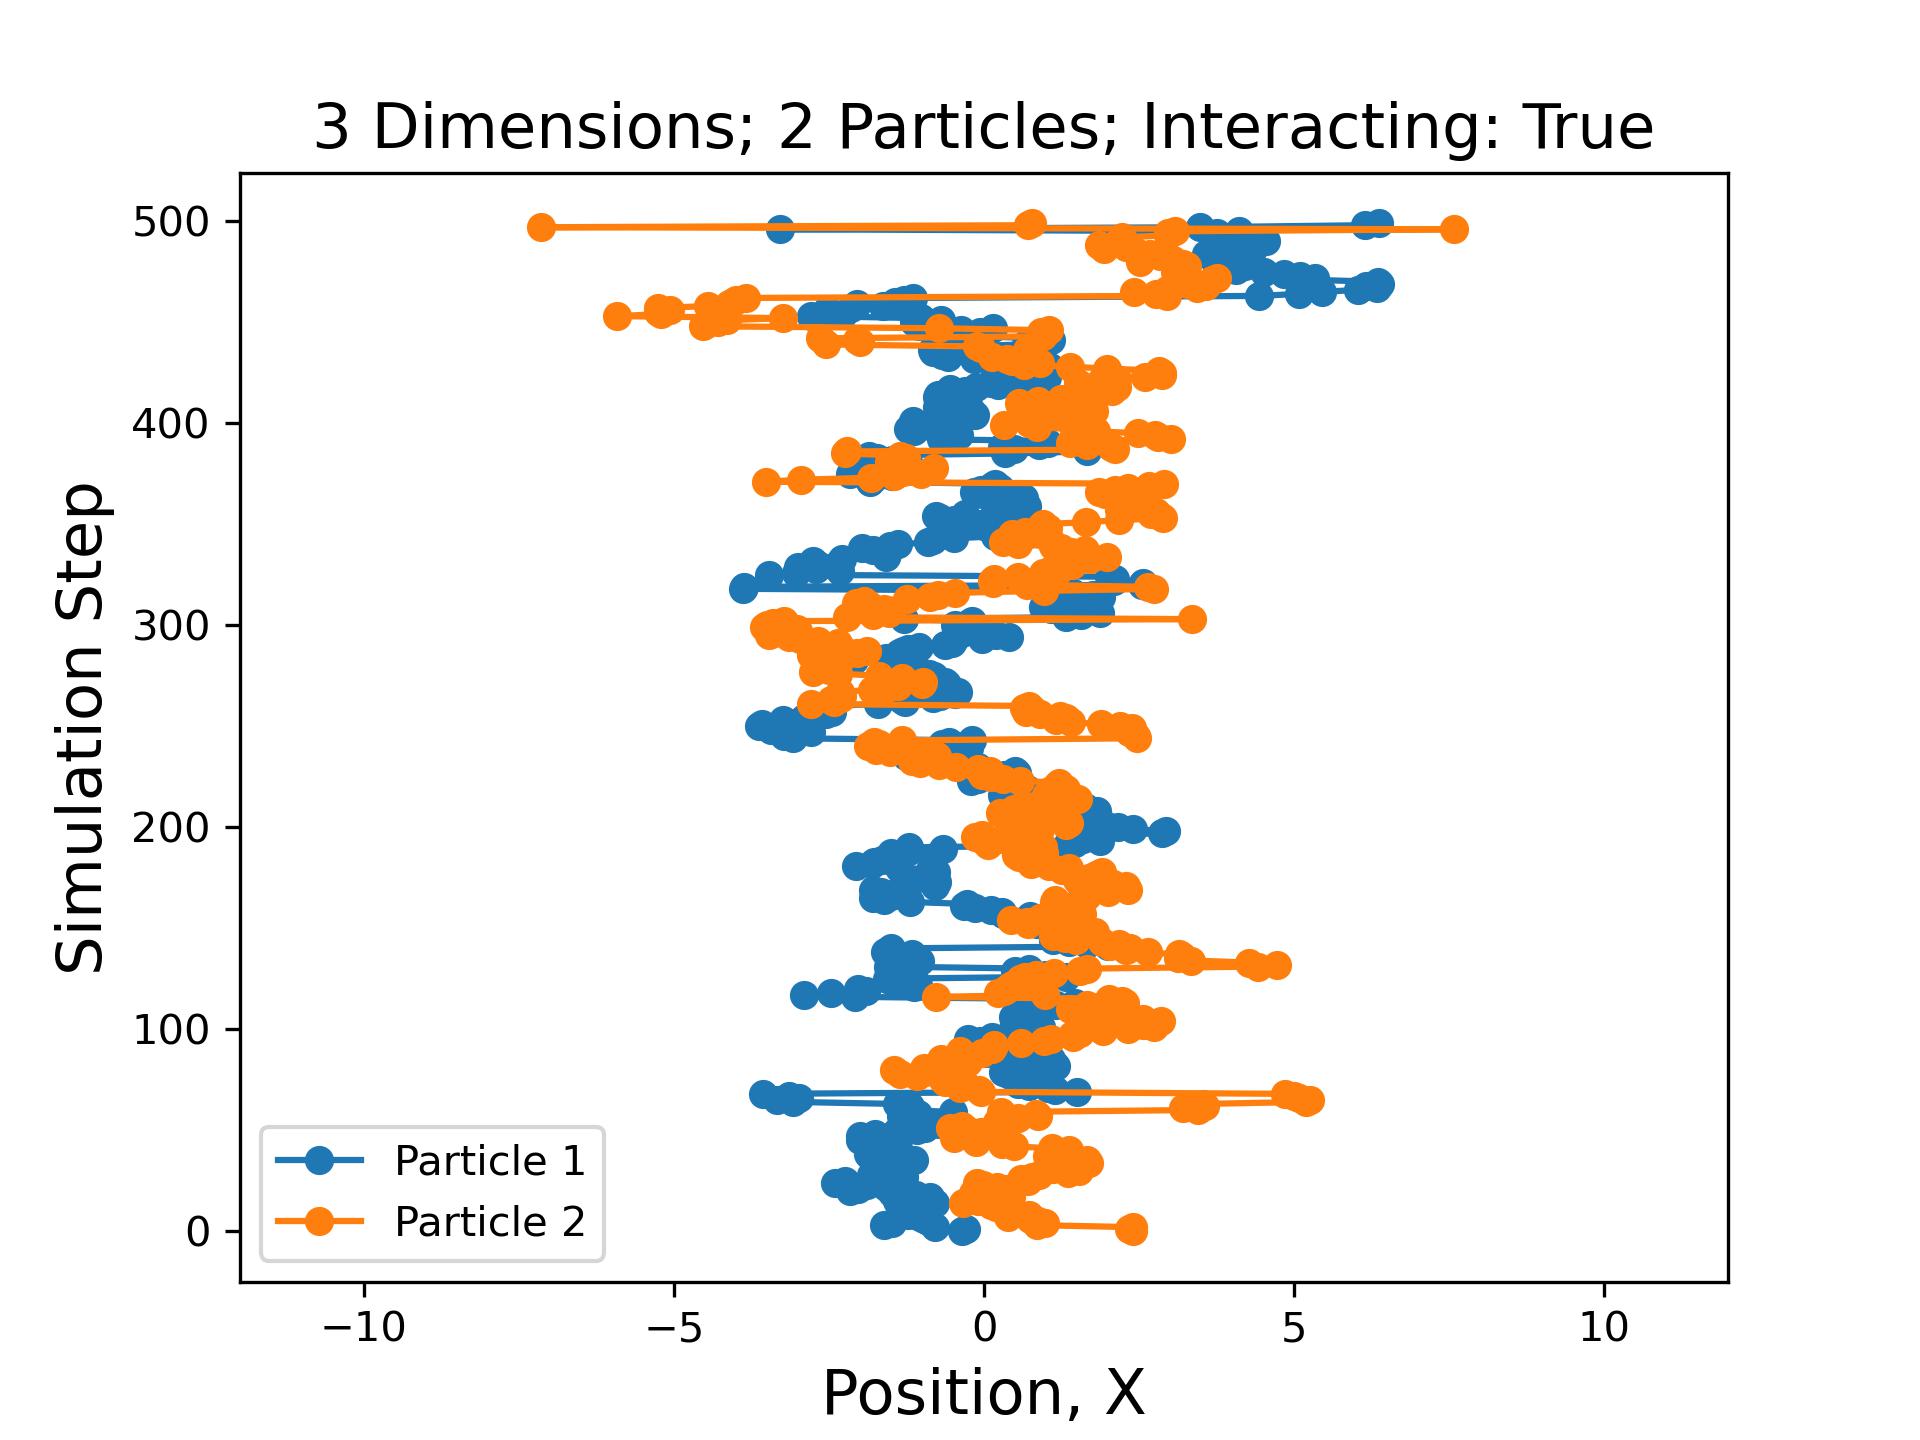 3 Dimensions; 2 Particles; Interacting: True
500
400
300
200
100
0
Simulation Step
Particle 1
Particle 2
−10 −5 0 5 10
Position, X